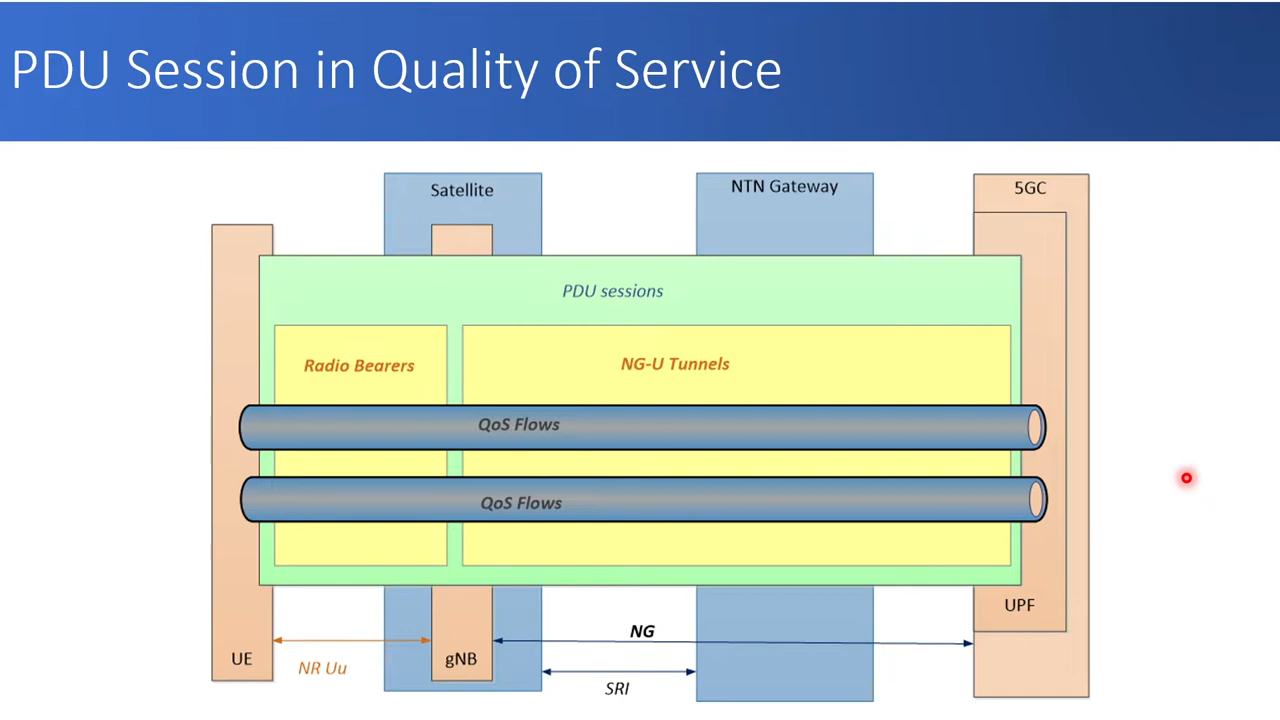 PDU Session in Quality of Service
Satellite
NTN Gateway
5GC
PDU sessions
Radio Bearers
NG-U Tunnels
QoS Flows
QoS Flows
UPF
NG
UE
gNB
NR Uu
SRI